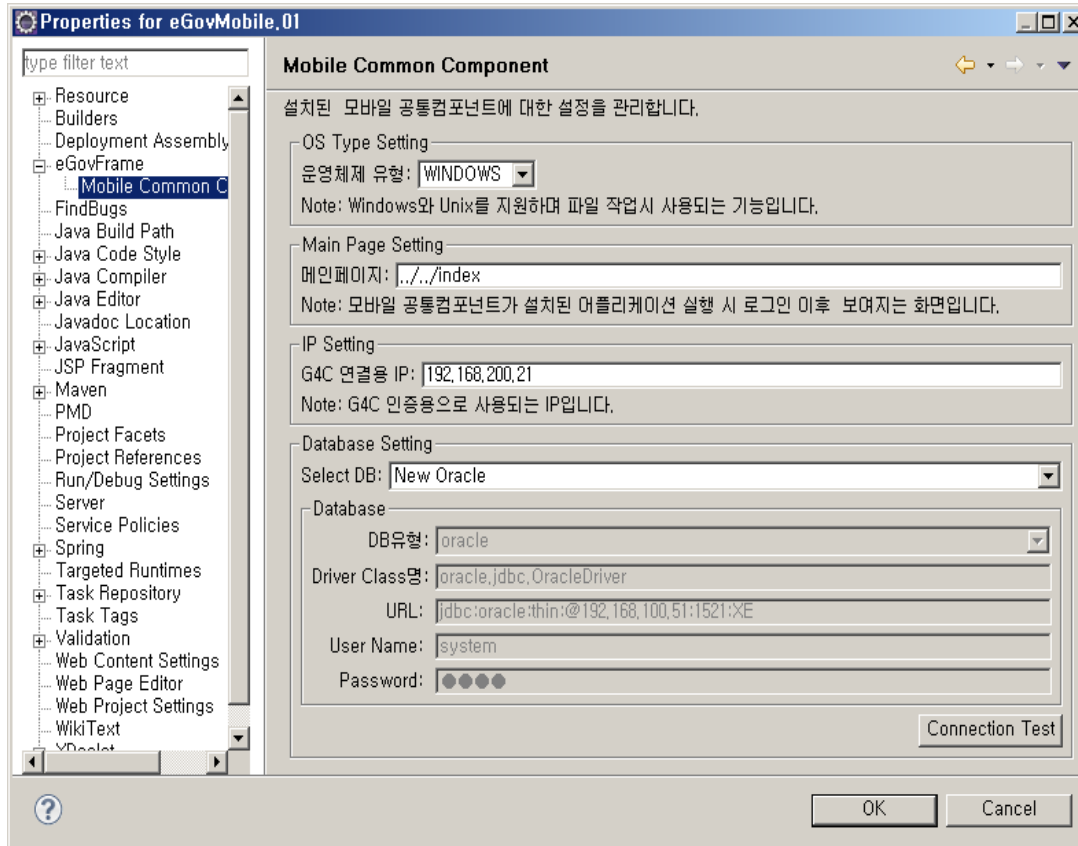 Properties for eGovMobile.01
type filter text
Resource
Builders
Deployment Assembly
eGovFrame
Mobile Common C
FindBugs
Java Build Path
Java Code Style
Java Compiler
Java Editor
Javadoc Location
JavaScript
JSP Fragment
Maven
PMD
Project Facets
Project References
Run/Debug Settings
Server
Service Policies
Spring
Targeted Runtimes
Task Repository
Task Tags
Validation
Web Content Settings
Web Page Editor
Web Project Settings
WikiText
Mobile Common Component
설치된 모바일 공통컴포넌트에 대한 설정을 관리합니다.
OS Type Setting
운영체제 유형: WINDOWS
Note: Windows와 Unix를 지원하며 파일 작업시 사용되는 기능입니다.
Main Page Setting
메인페이지: ../../index
Note: 모바일 공통컴포넌트가 설치된 어플리케이션 실행 시 로그인 이후 보여지는 화면입니다.
IP Setting
G4C 연결용 IP: 192.168.200.21
Note: G4C 인증용으로 사용되는 IP입니다.
Database Setting
Select DB: New Oracle
Database
DB유형: oracle
Driver Class명: oracle.jdbc.OracleDriver
URL: jdbc:oracle:thin:@192.168.100.51:1521:XE
User Name: system
Password: ●●●●
Connection Test
?
OK Cancel